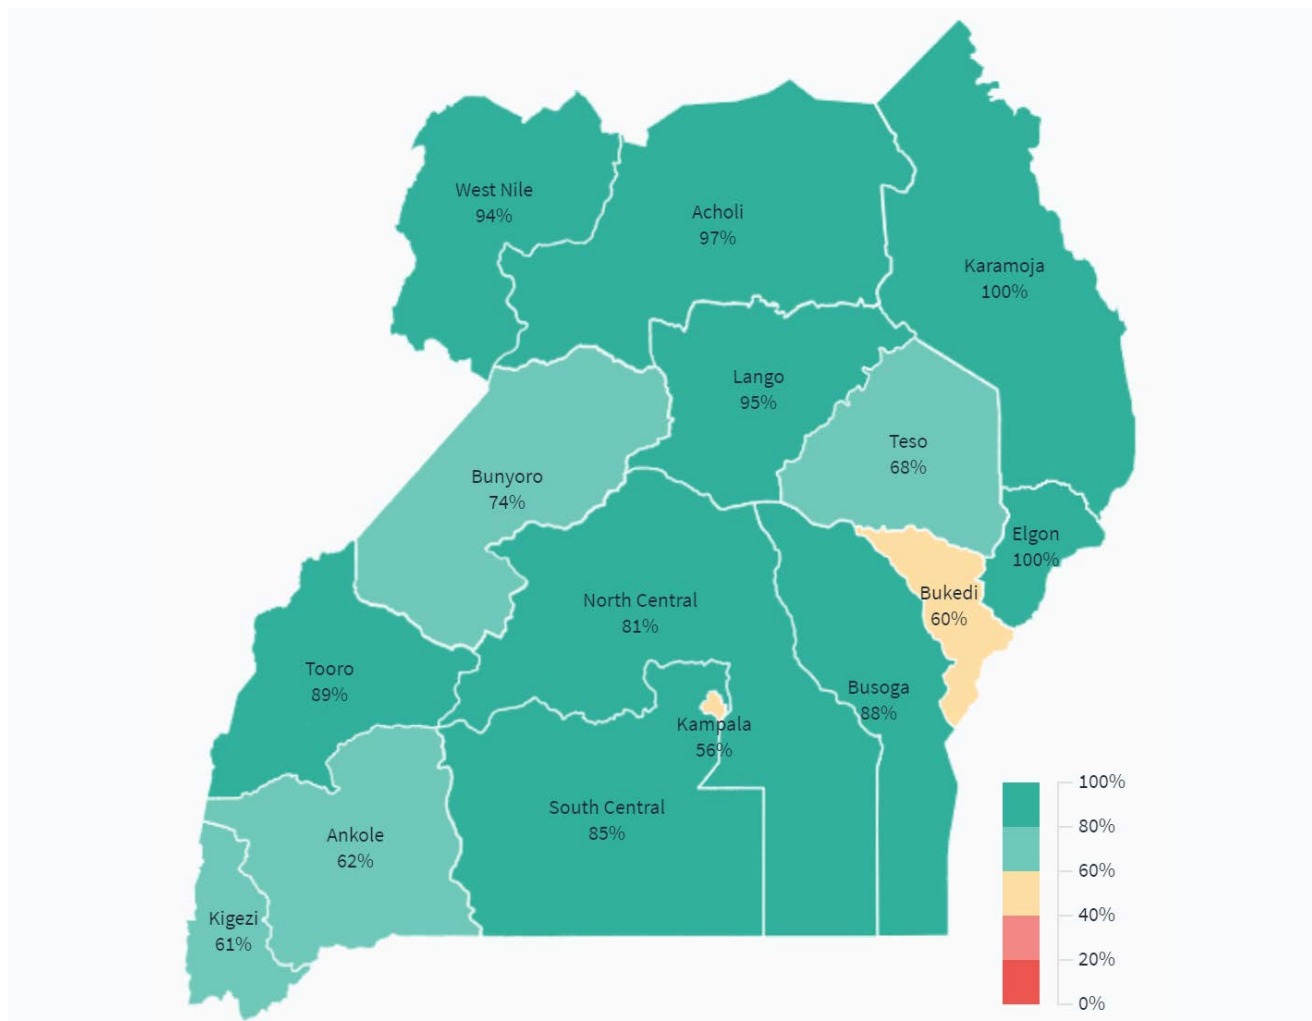 West Nile
94%
Acholi
97%
Karamoja
100%
Lango
95%
Teso
68%
Bunyoro
74%
Elgon
100%
Bukedi
60%
North Central
81%
Tooro
89%
Busoga
88%
Kampala
56%
South Central
85%
Ankole
62%
Kigezi
61%
100%
80%
60%
40%
20%
0%